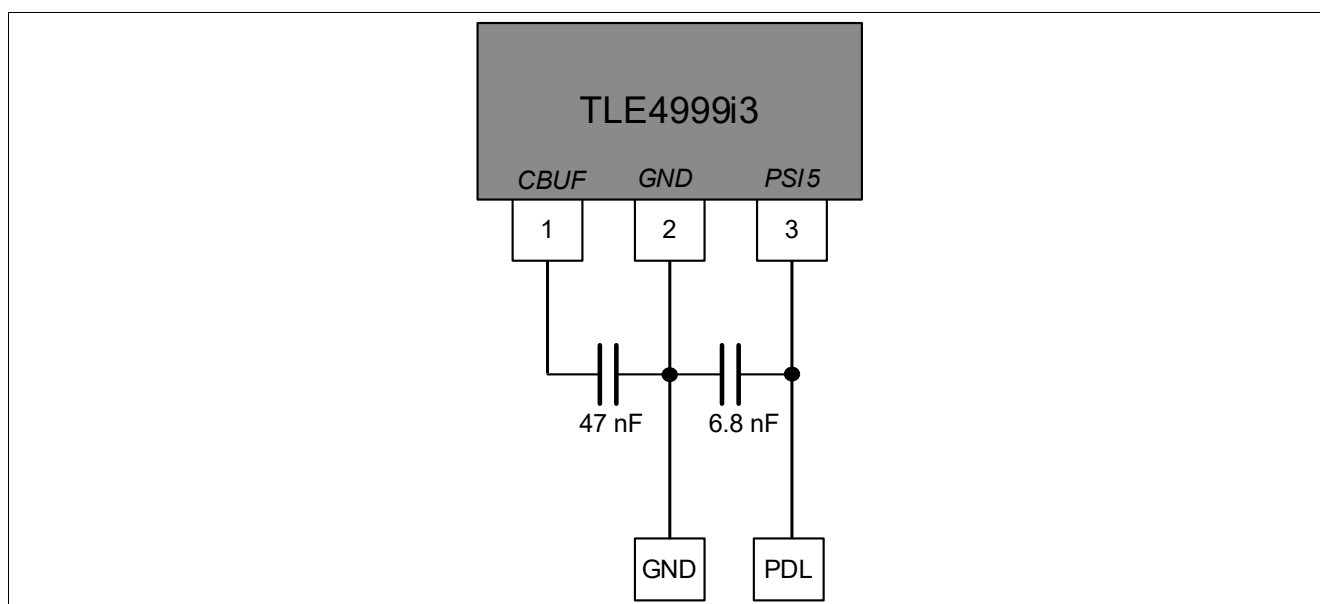 TLE4999i3
CBUF GND PSI5
1 2 3
47 nF 6.8 nF
GND PDL